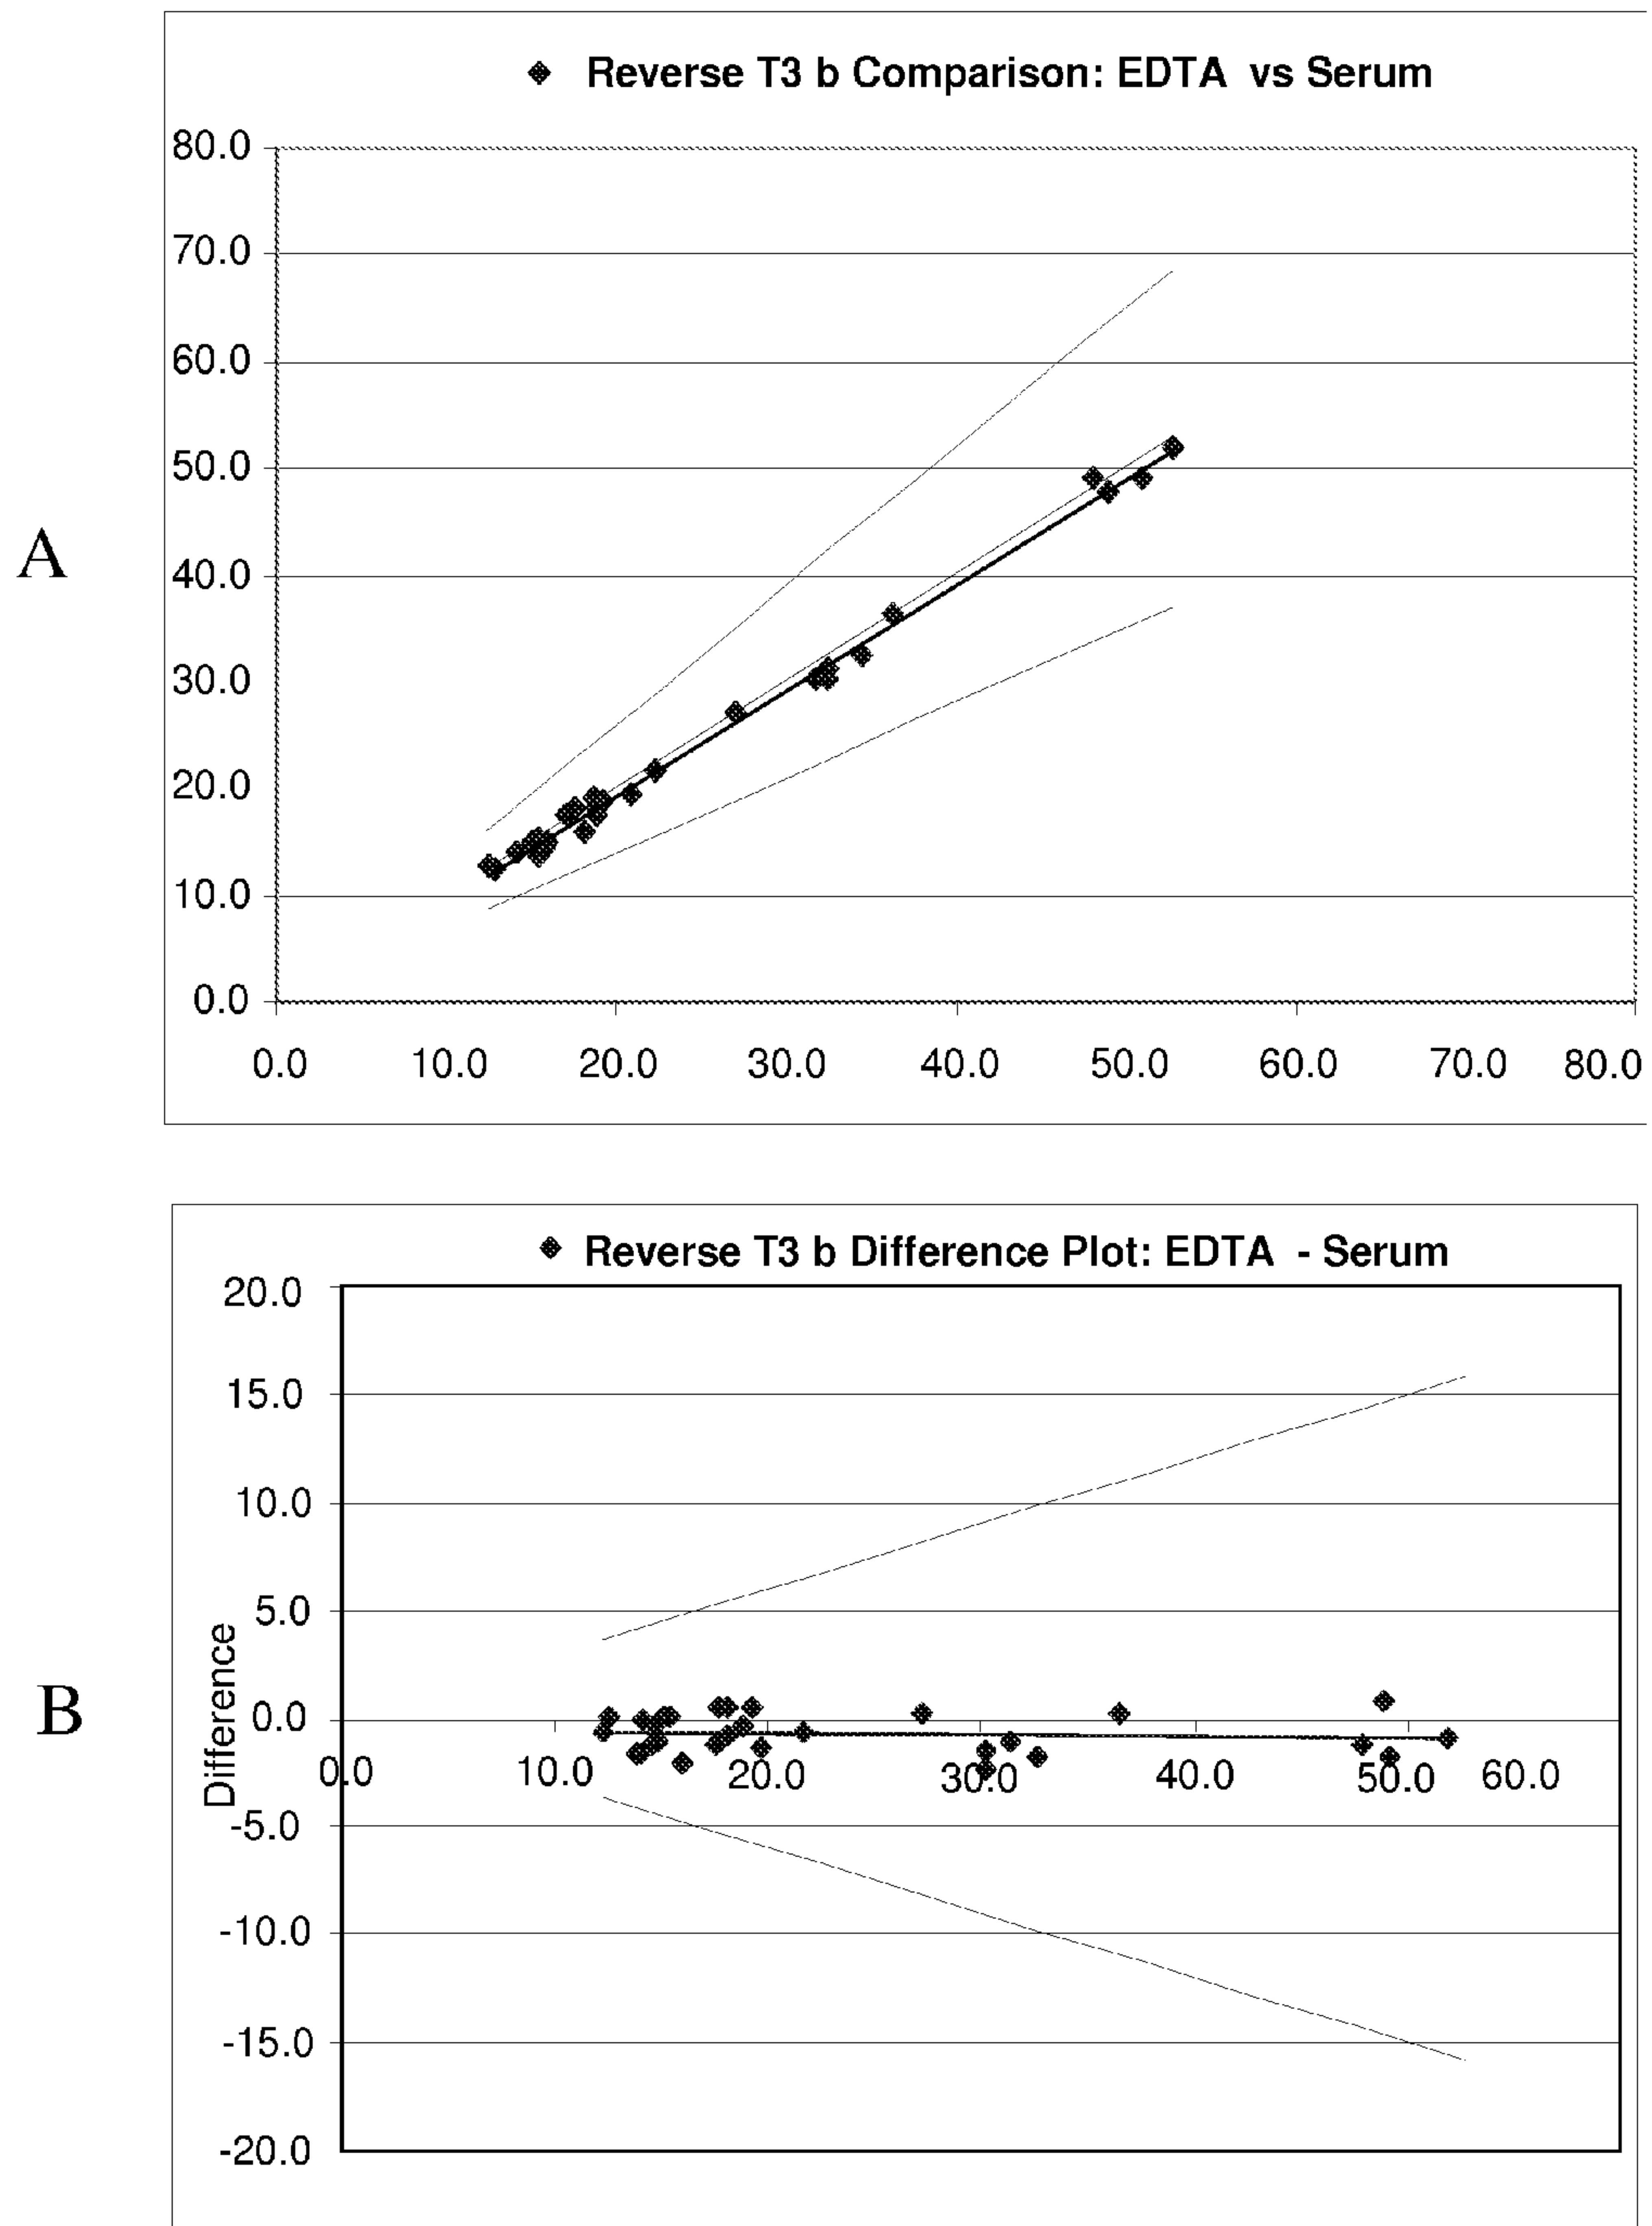 Reverse T3 b Comparison: EDTA vs Serum
80.0
70.0
60.0
50.0
A
40.0
30.0
20.0
10.0
0.0
0.0 10.0 20.0 30.0 40.0 50.0 60.0 70.0 80.0
Reverse T3 b Difference Plot: EDTA - Serum
20.0
15.0
10.0
5.0
Difference
B
0.0
0.0 10.0 20.0 30.0 40.0 50.0 60.0
-5.0
-10.0
-15.0
-20.0